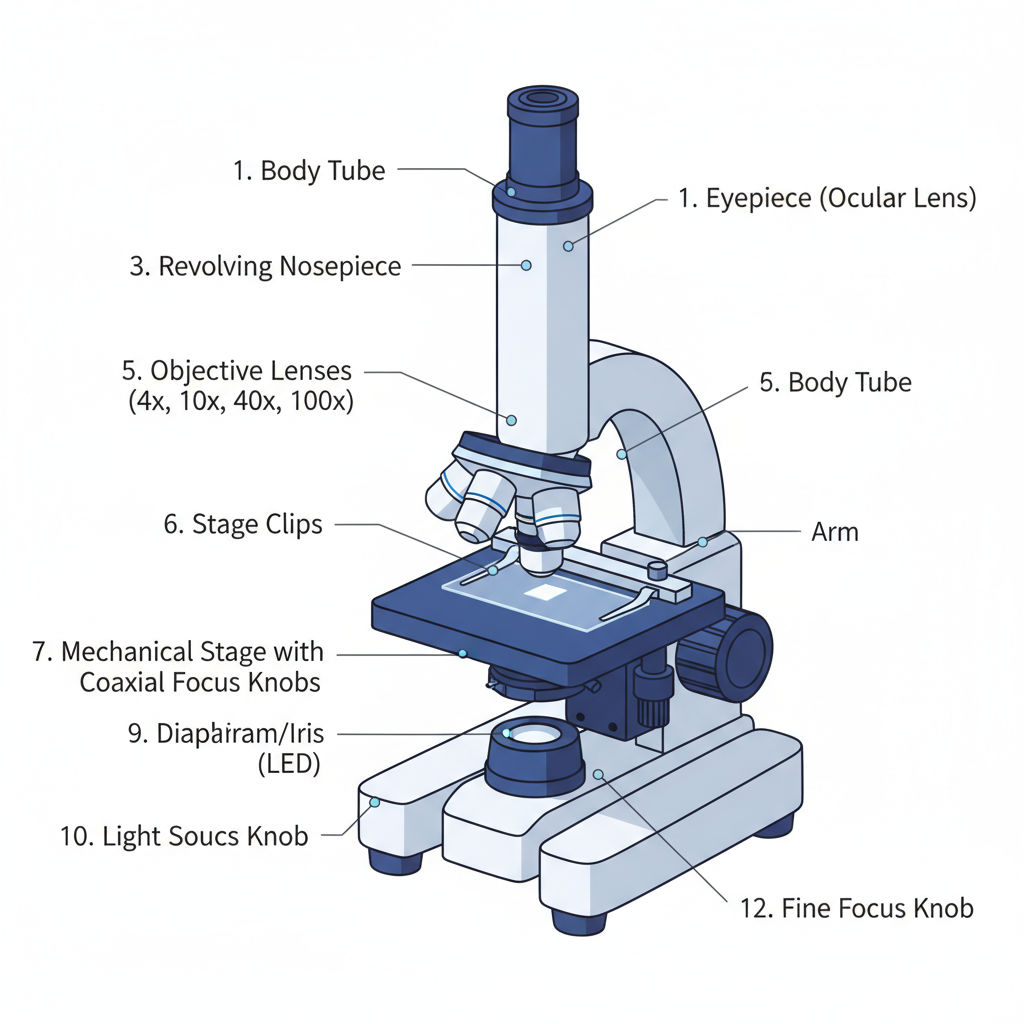 1. Body Tube
1. Eyepiece (Ocular Lens)
3. Revolving Nosepiece
5. Objective Lenses
(4x, 10x, 40x, 100x)
5. Body Tube
6. Stage Clips
Arm
7. Mechanical Stage with
Coaxial Focus Knobs
9. Diapairam/Iris
(LED)
10. Light Soucs Knob
12. Fine Focus Knob